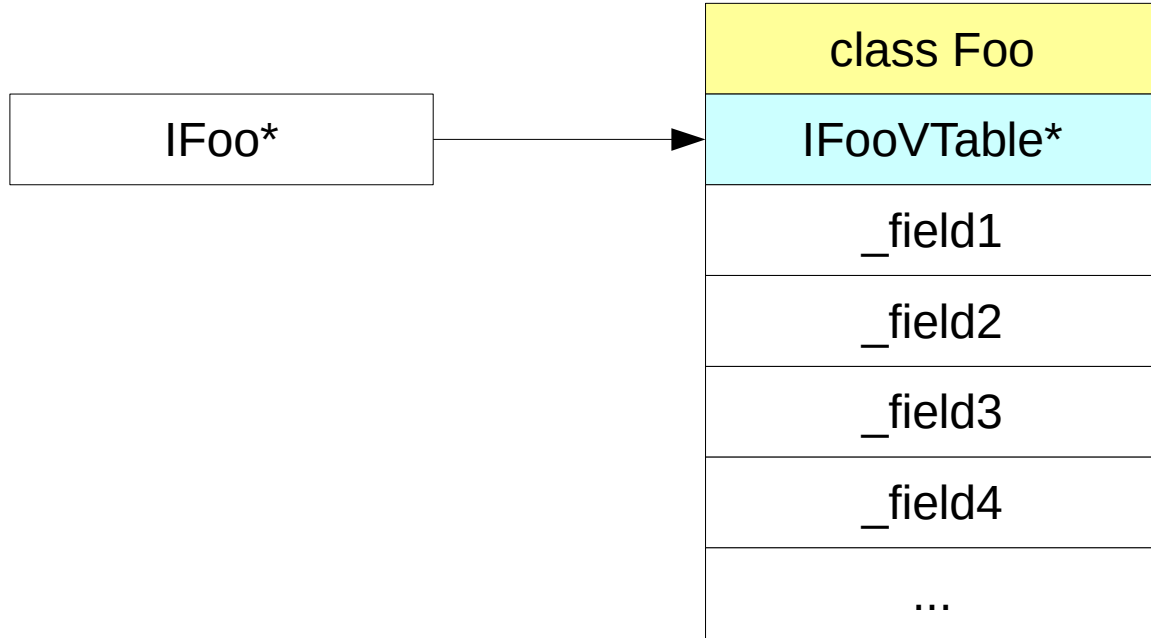 class Foo
IFoo*
IFooVTable*
_field1
_field2
_field3
_field4
...